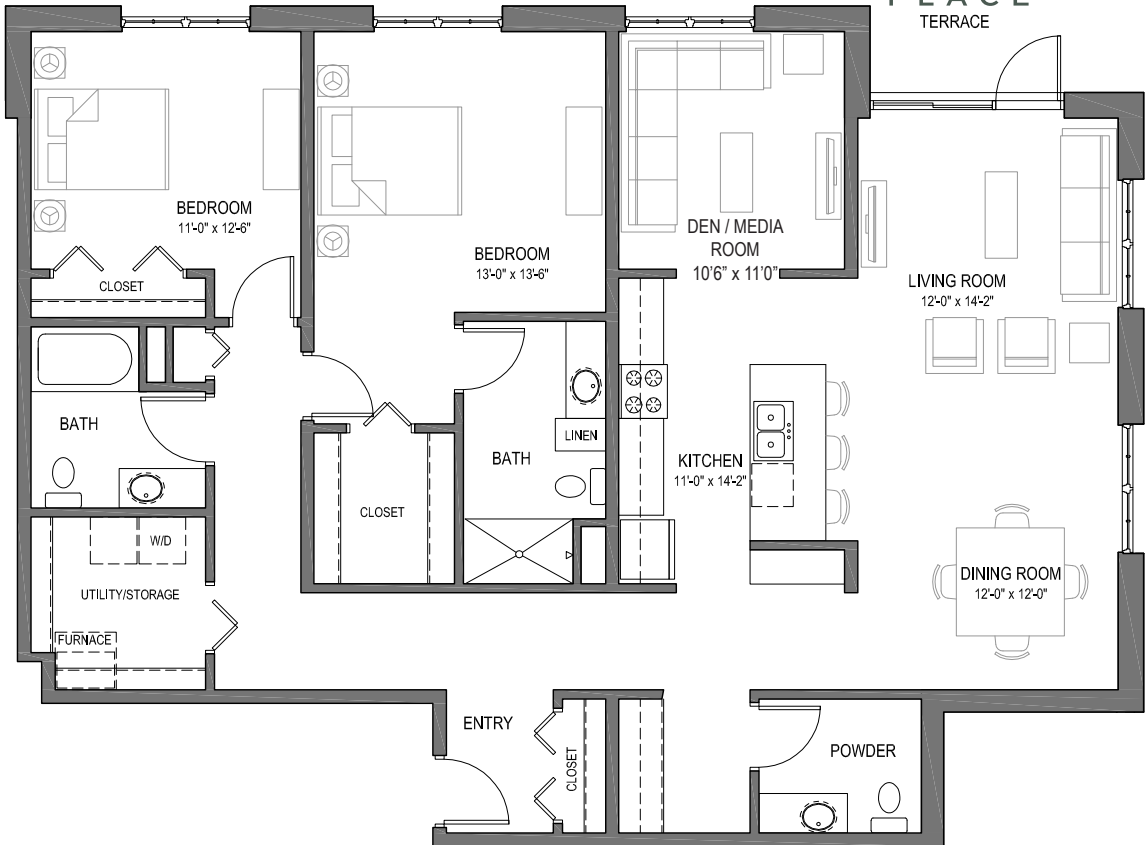 PLACE
TERRACE
BEDROOM
11'-0" x 12'-6"
CLOSET
BEDROOM
13'-0" x 13'-6"
DEN / MEDIA
ROOM
10'6" x 11'0"
LIVING ROOM
12'-0" x 14'-2"
BATH
LINEN
BATH
KITCHEN
11'-0" x 14'-2"
CLOSET
W/D
UTILITY/STORAGE
FURNACE
DINING ROOM
12'-0" x 12'-0"
ENTRY
CLOSET
POWDER